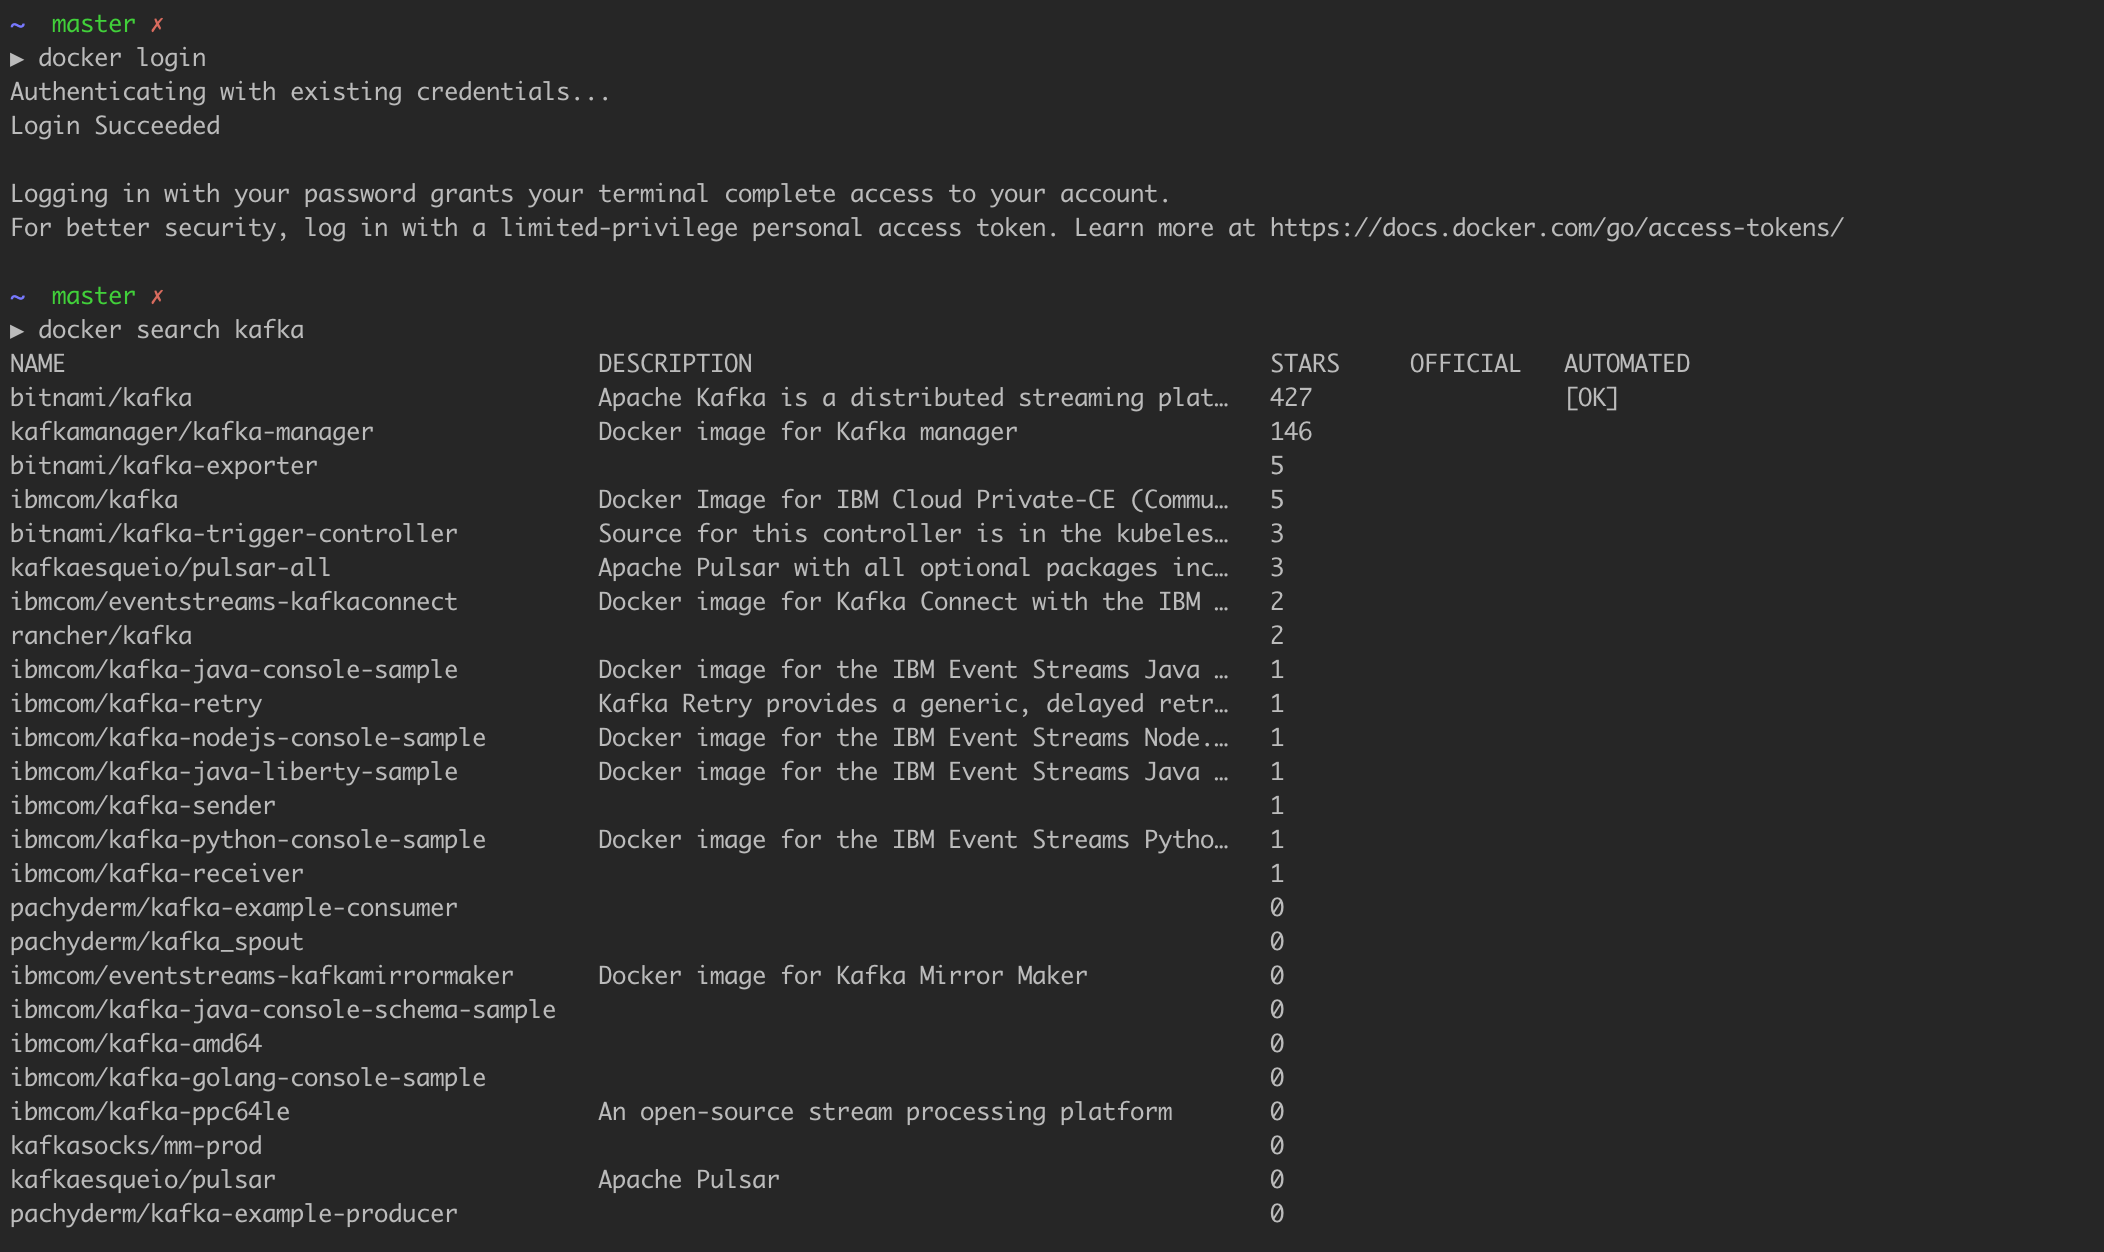 ~ master ✗
▶ docker login
Authenticating with existing credentials...
Login Succeeded

Logging in with your password grants your terminal complete access to your account.
For better security, log in with a limited-privilege personal access token. Learn more at https://docs.docker.com/go/access-tokens/

~ master ✗
▶ docker search kafka
NAME DESCRIPTION STARS OFFICIAL AUTOMATED
bitnami/kafka Apache Kafka is a distributed streaming plat… 427 [OK]
kafkamanager/kafka-manager Docker image for Kafka manager 146
bitnami/kafka-exporter 5
ibmcom/kafka Docker Image for IBM Cloud Private-CE (Commu… 5
bitnami/kafka-trigger-controller Source for this controller is in the kubeles… 3
kafkaesqueio/pulsar-all Apache Pulsar with all optional packages inc… 3
ibmcom/eventstreams-kafkaconnect Docker image for Kafka Connect with the IBM … 2
rancher/kafka 2
ibmcom/kafka-java-console-sample Docker image for the IBM Event Streams Java … 1
ibmcom/kafka-retry Kafka Retry provides a generic, delayed retr… 1
ibmcom/kafka-nodejs-console-sample Docker image for the IBM Event Streams Node.… 1
ibmcom/kafka-java-liberty-sample Docker image for the IBM Event Streams Java … 1
ibmcom/kafka-sender 1
ibmcom/kafka-python-console-sample Docker image for the IBM Event Streams Pytho… 1
ibmcom/kafka-receiver 1
pachyderm/kafka-example-consumer 0
pachyderm/kafka_spout 0
ibmcom/eventstreams-kafkamirrormaker Docker image for Kafka Mirror Maker 0
ibmcom/kafka-java-console-schema-sample 0
ibmcom/kafka-amd64 0
ibmcom/kafka-golang-console-sample 0
ibmcom/kafka-ppc64le An open-source stream processing platform 0
kafkasocks/mm-prod 0
kafkaesqueio/pulsar Apache Pulsar 0
pachyderm/kafka-example-producer 0